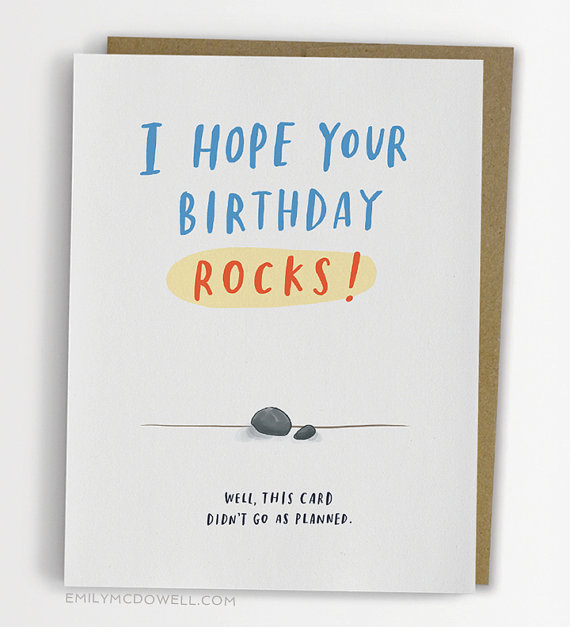 I HOPE YOUR
BIRTHDAY
ROCKS!
WELL, THIS CARD
DIDN'T GO AS PLANNED.
EMILYMCDOWELL.COM